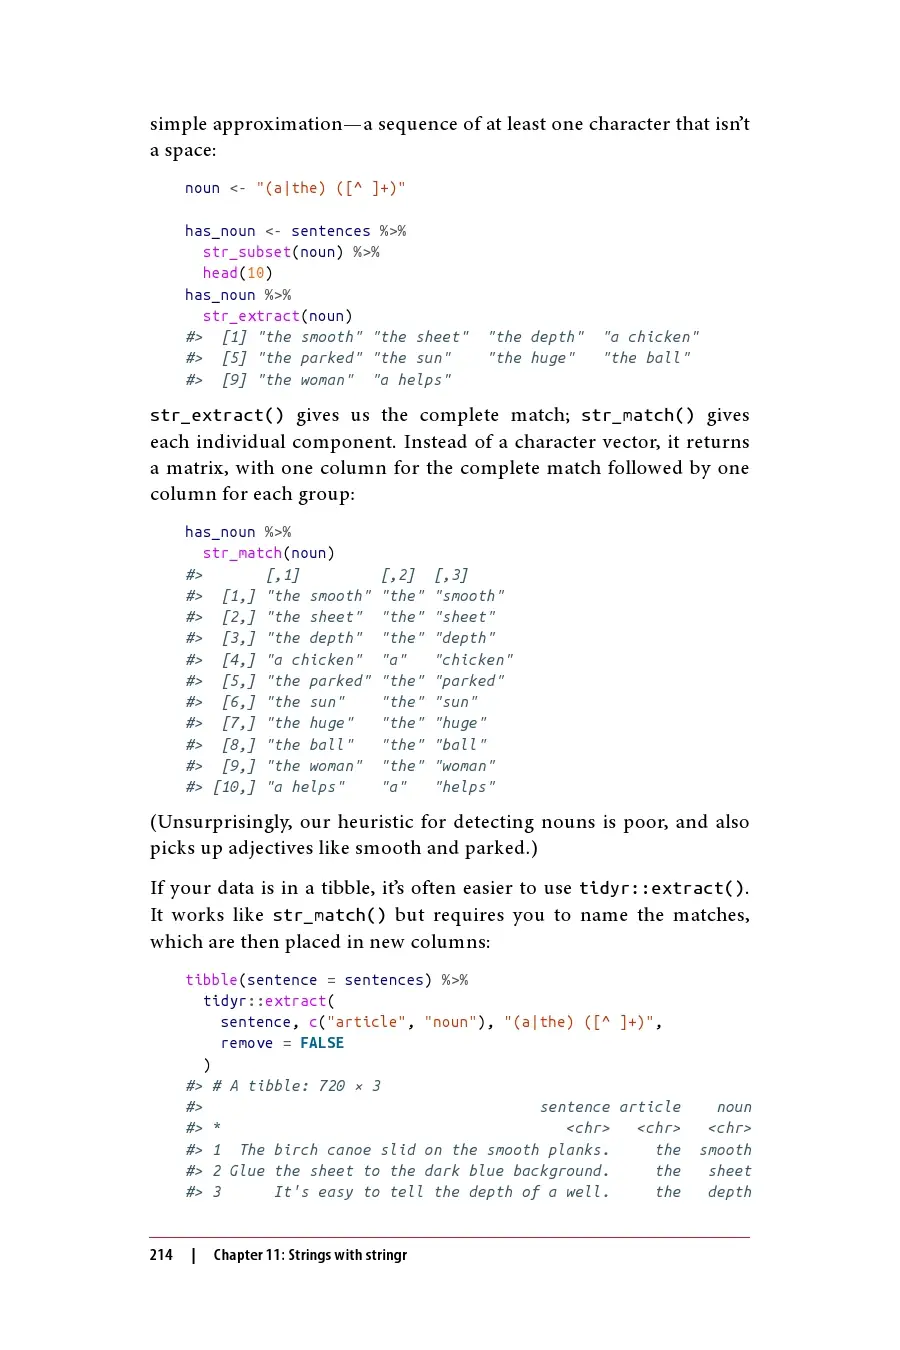 simple approximation—a sequence of at least one character that isn’t
a space:
noun <- "(a|the) ([^ ]+)"
has_noun <- sentences %>%
  str_subset(noun) %>%
  head(10)
has_noun %>%
  str_extract(noun)
#>  [1] "the smooth" "the sheet"  "the depth"  "a chicken"
#>  [5] "the parked" "the sun"    "the huge"   "the ball"
#>  [9] "the woman"  "a helps"
str_extract() gives us the complete match; str_match() gives
each individual component. Instead of a character vector, it returns
a matrix, with one column for the complete match followed by one
column for each group:
has_noun %>%
  str_match(noun)
#>       [,1]         [,2]  [,3]
#>  [1,] "the smooth" "the" "smooth"
#>  [2,] "the sheet"  "the" "sheet"
#>  [3,] "the depth"  "the" "depth"
#>  [4,] "a chicken"  "a"   "chicken"
#>  [5,] "the parked" "the" "parked"
#>  [6,] "the sun"    "the" "sun"
#>  [7,] "the huge"   "the" "huge"
#>  [8,] "the ball"   "the" "ball"
#>  [9,] "the woman"  "the" "woman"
#> [10,] "a helps"    "a"   "helps"
(Unsurprisingly, our heuristic for detecting nouns is poor, and also
picks up adjectives like smooth and parked.)
If your data is in a tibble, it’s often easier to use tidyr::extract().
It works like str_match() but requires you to name the matches,
which are then placed in new columns:
tibble(sentence = sentences) %>%
  tidyr::extract(
    sentence, c("article", "noun"), "(a|the) ([^ ]+)",
    remove = FALSE
  )
#> # A tibble: 720 × 3
#>                                      sentence article    noun
#> *                                       <chr>   <chr>   <chr>
#> 1  The birch canoe slid on the smooth planks.     the  smooth
#> 2 Glue the sheet to the dark blue background.     the   sheet
#> 3      It's easy to tell the depth of a well.     the   depth
214 | Chapter 11: Strings with stringr